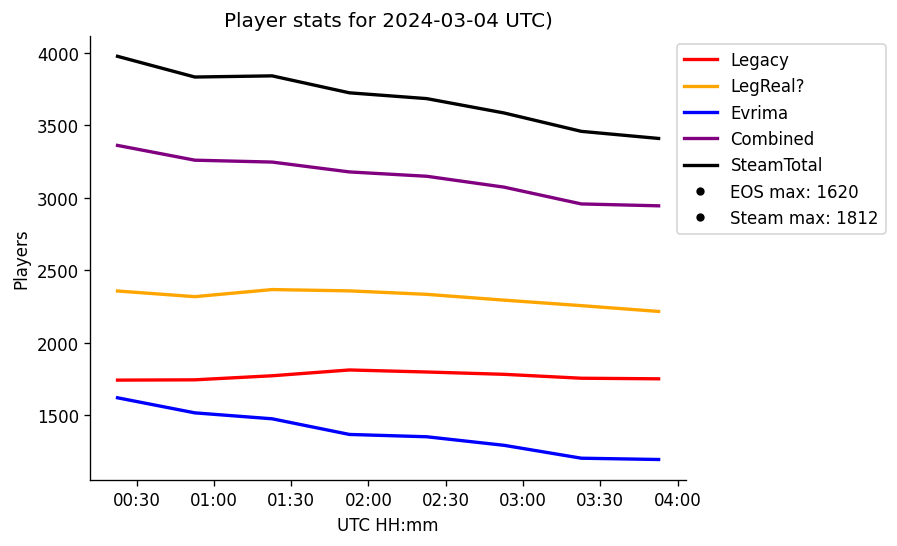 Player stats for 2024-03-04 UTC)
4000
3500
3000
2500
2000
1500
Players
00:30 01:00 01:30 02:00 02:30 03:00 03:30 04:00
UTC HH:mm
Legacy
LegReal?
Evrima
Combined
SteamTotal
EOS max: 1620
Steam max: 1812